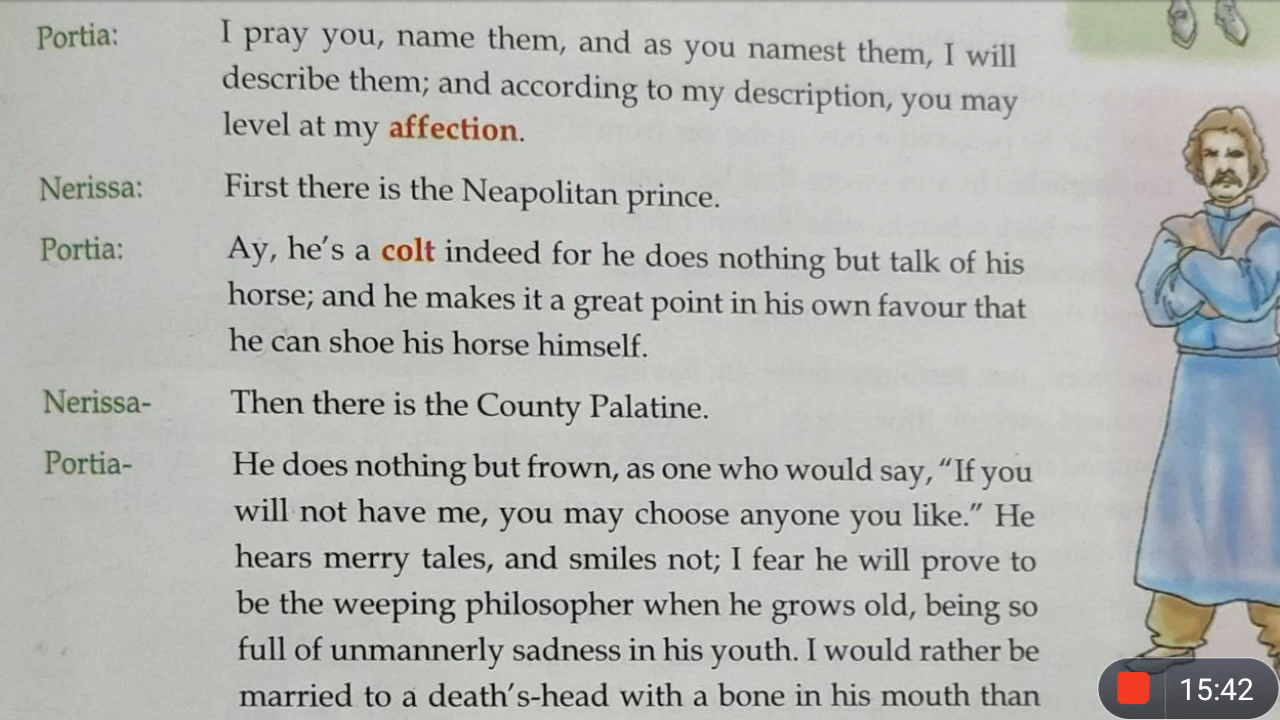 Portia: I pray you, name them, and as you namest them, I will
describe them; and according to my description, you may
level at my affection.
Nerissa: First there is the Neapolitan prince.
Portia: Ay, he's a colt indeed for he does nothing but talk of his
horse; and he makes it a great point in his own favour that
he can shoe his horse himself.
Nerissa- Then there is the County Palatine.
Portia- He does nothing but frown, as one who would say, “If you
will not have me, you may choose anyone you like.” He
hears merry tales, and smiles not; I fear he will prove to
be the weeping philosopher when he grows old, being so
full of unmannerly sadness in his youth. I would rather be
married to a death's-head with a bone in his mouth than
15:42